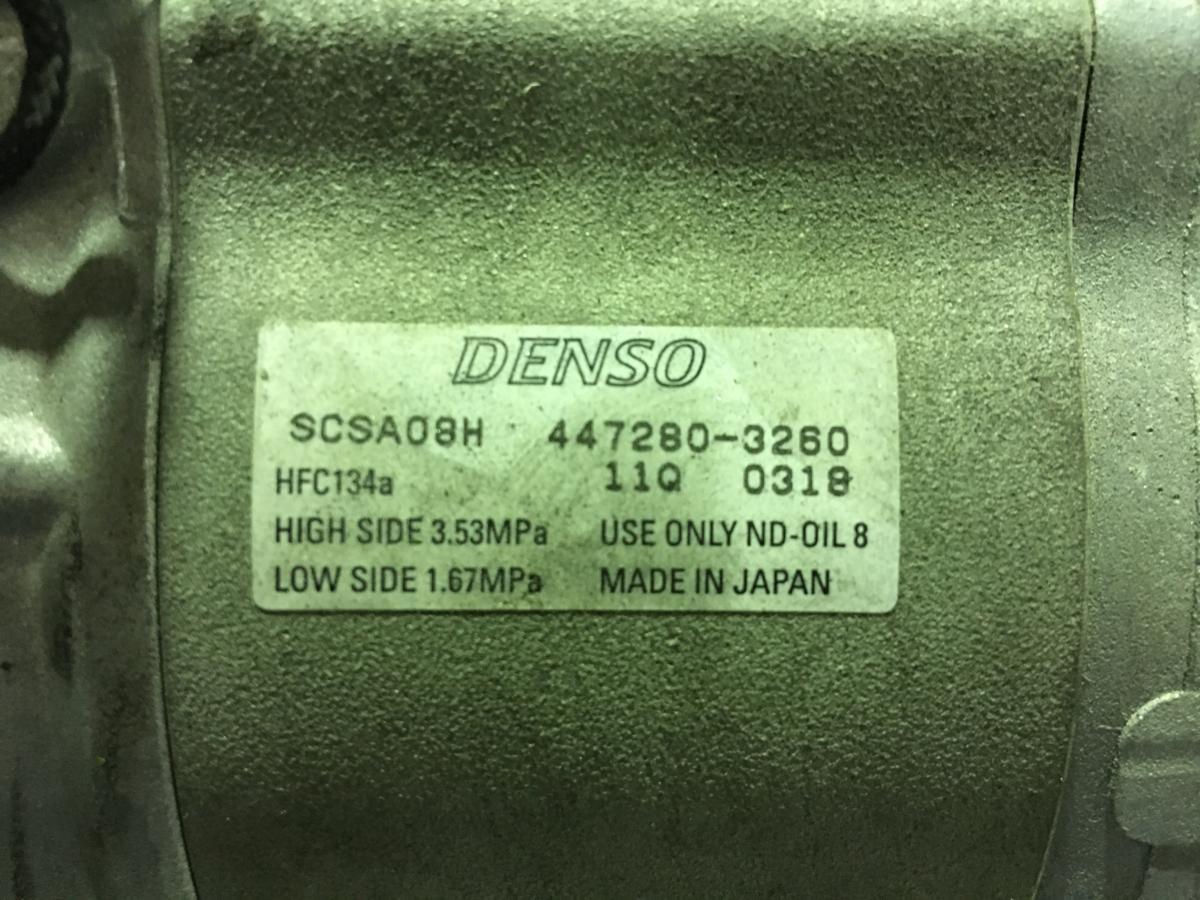 DENSO
SCSA08H 447280-3260
HFC134a 11Q 0318
HIGH SIDE 3.53MPa USE ONLY ND-OIL 8
LOW SIDE 1.67MPa MADE IN JAPAN